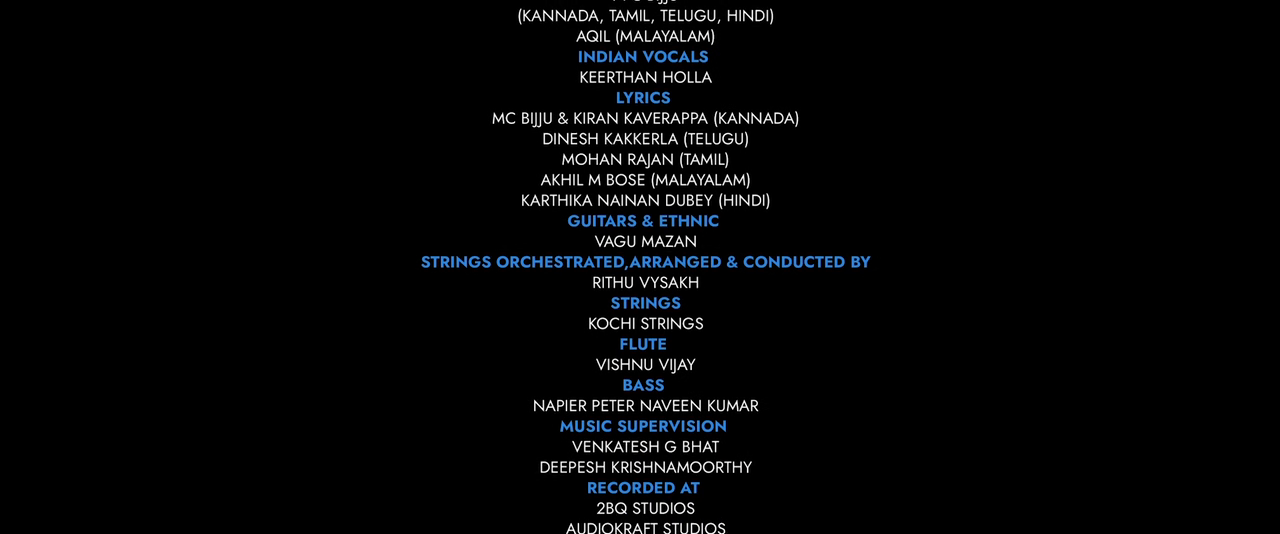 (KANNADA, TAMIL, TELUGU, HINDI)
AQIL (MALAYALAM)
INDIAN VOCALS
KEERTHAN HOLLA
LYRICS
MC BIJJU & KIRAN KAVERAPPA (KANNADA)
DINESH KAKKERLA (TELUGU)
MOHAN RAJAN (TAMIL)
AKHIL M BOSE (MALAYALAM)
KARTHIKA NAINAN DUBEY (HINDI)
GUITARS & ETHNIC
VAGU MAZAN
STRINGS ORCHESTRATED,ARRANGED & CONDUCTED BY
RITHU VYSAKH
STRINGS
KOCHI STRINGS
FLUTE
VISHNU VIJAY
BASS
NAPIER PETER NAVEEN KUMAR
MUSIC SUPERVISION
VENKATESH G BHAT
DEEPESH KRISHNAMOORTHY
RECORDED AT
2BQ STUDIOS
AUDIOKRAFT STUDIOS